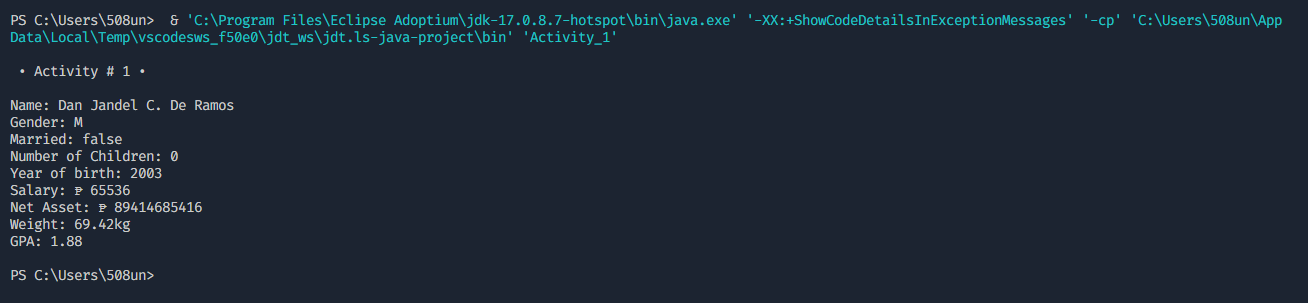 PS C:\Users\508un>  & 'C:\Program Files\Eclipse Adoptium\jdk-17.0.8.7-hotspot\bin\java.exe' '-XX:+ShowCodeDetailsInExceptionMessages' '-cp' 'C:\Users\508un\App
Data\Local\Temp\vscodesws_f50e0\jdt_ws\jdt.ls-java-project\bin' 'Activity_1'
• Activity # 1 •
Name: Dan Jandel C. De Ramos
Gender: M
Married: false
Number of Children: 0
Year of birth: 2003
Salary: ₱ 65536
Net Asset: ₱ 89414685416
Weight: 69.42kg
GPA: 1.88
PS C:\Users\508un>